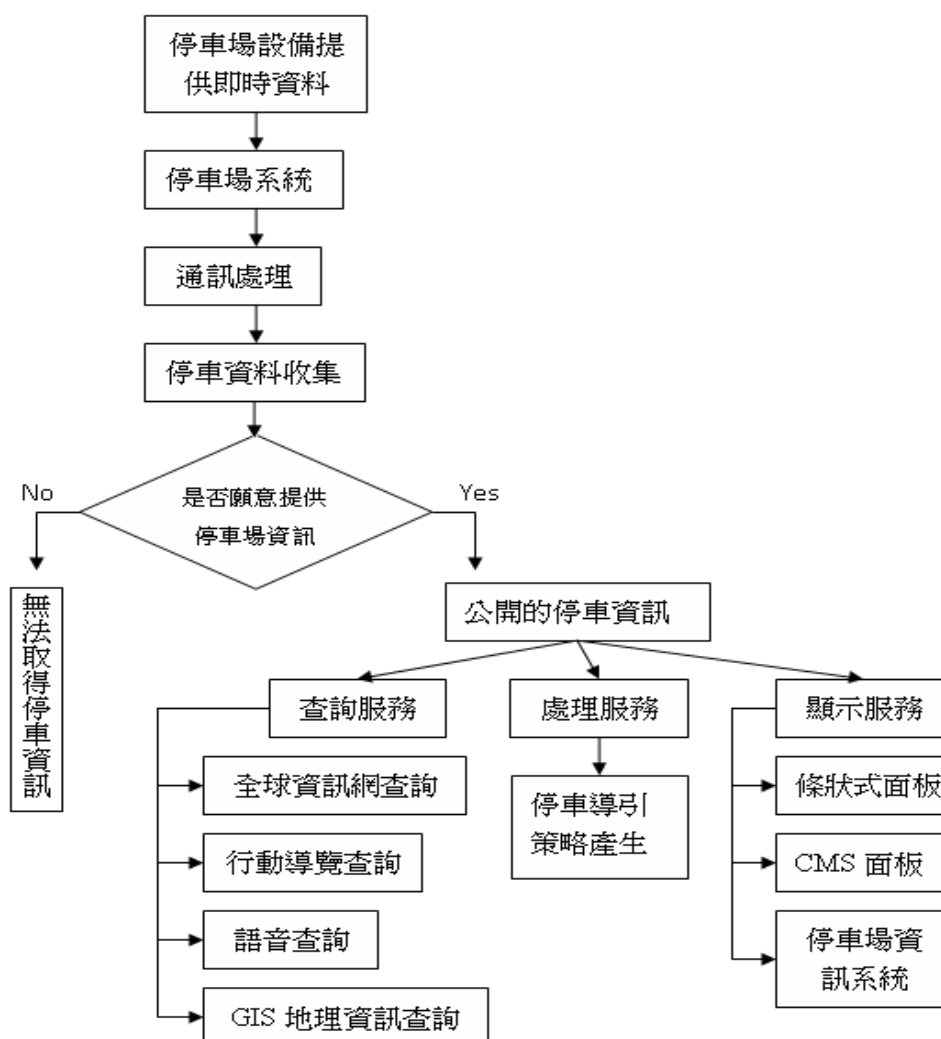 停車場設備提
供即時資料
停車場系統
通訊處理
停車資料收集
是否願意提供
停車場資訊
No
Yes
無法取得停車資訊
公開的停車資訊
查詢服務
處理服務
顯示服務
全球資訊網查詢
行動導覽查詢
語音查詢
GIS 地理資訊查詢
停車導引
策略產生
條狀式面板
CMS 面板
停車場資
訊系統